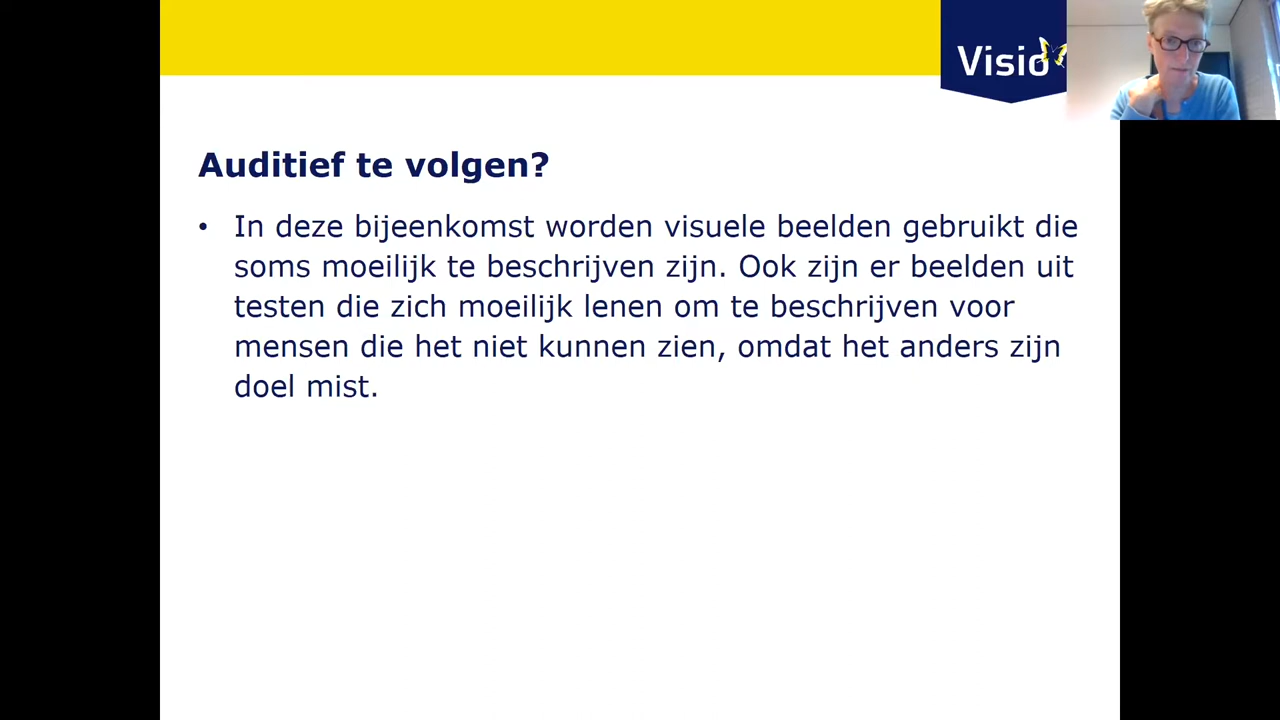 Visio
Auditief te volgen?
• In deze bijeenkomst worden visuele beelden gebruikt die
soms moeilijk te beschrijven zijn. Ook zijn er beelden uit
testen die zich moeilijk lenen om te beschrijven voor
mensen die het niet kunnen zien, omdat het anders zijn
doel mist.